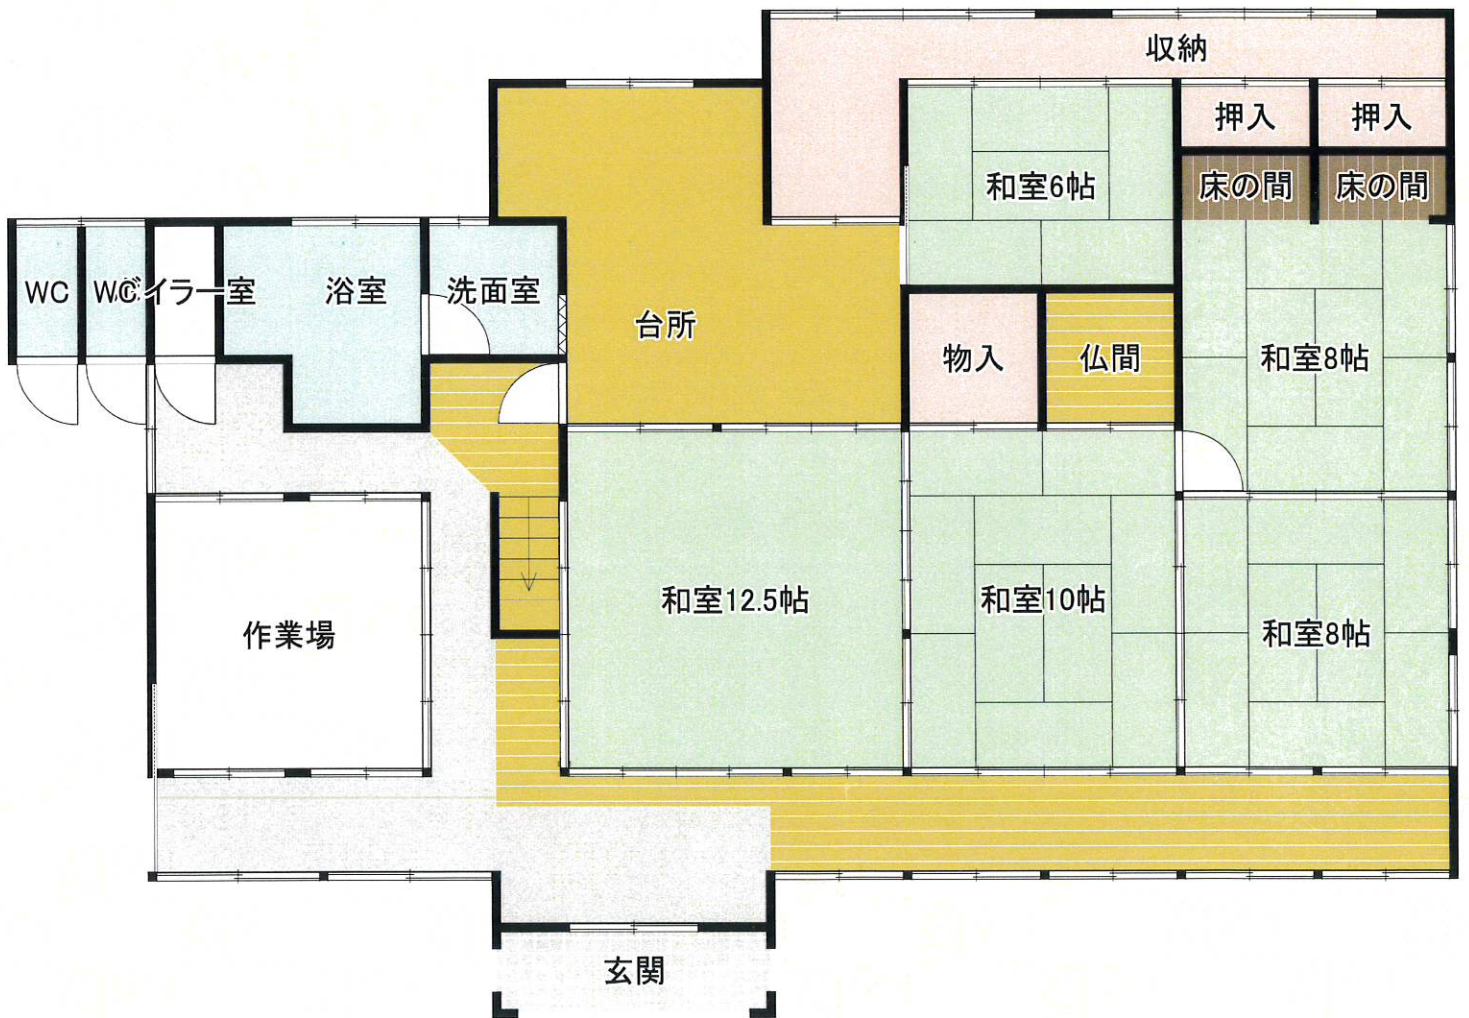 収納
押入
押入
和室6帖
床の間
床の間
WC
WC
ボイラー室
浴室
洗面室
台所
物入
仏間
和室8帖
作業場
和室12.5帖
和室10帖
和室8帖
玄関